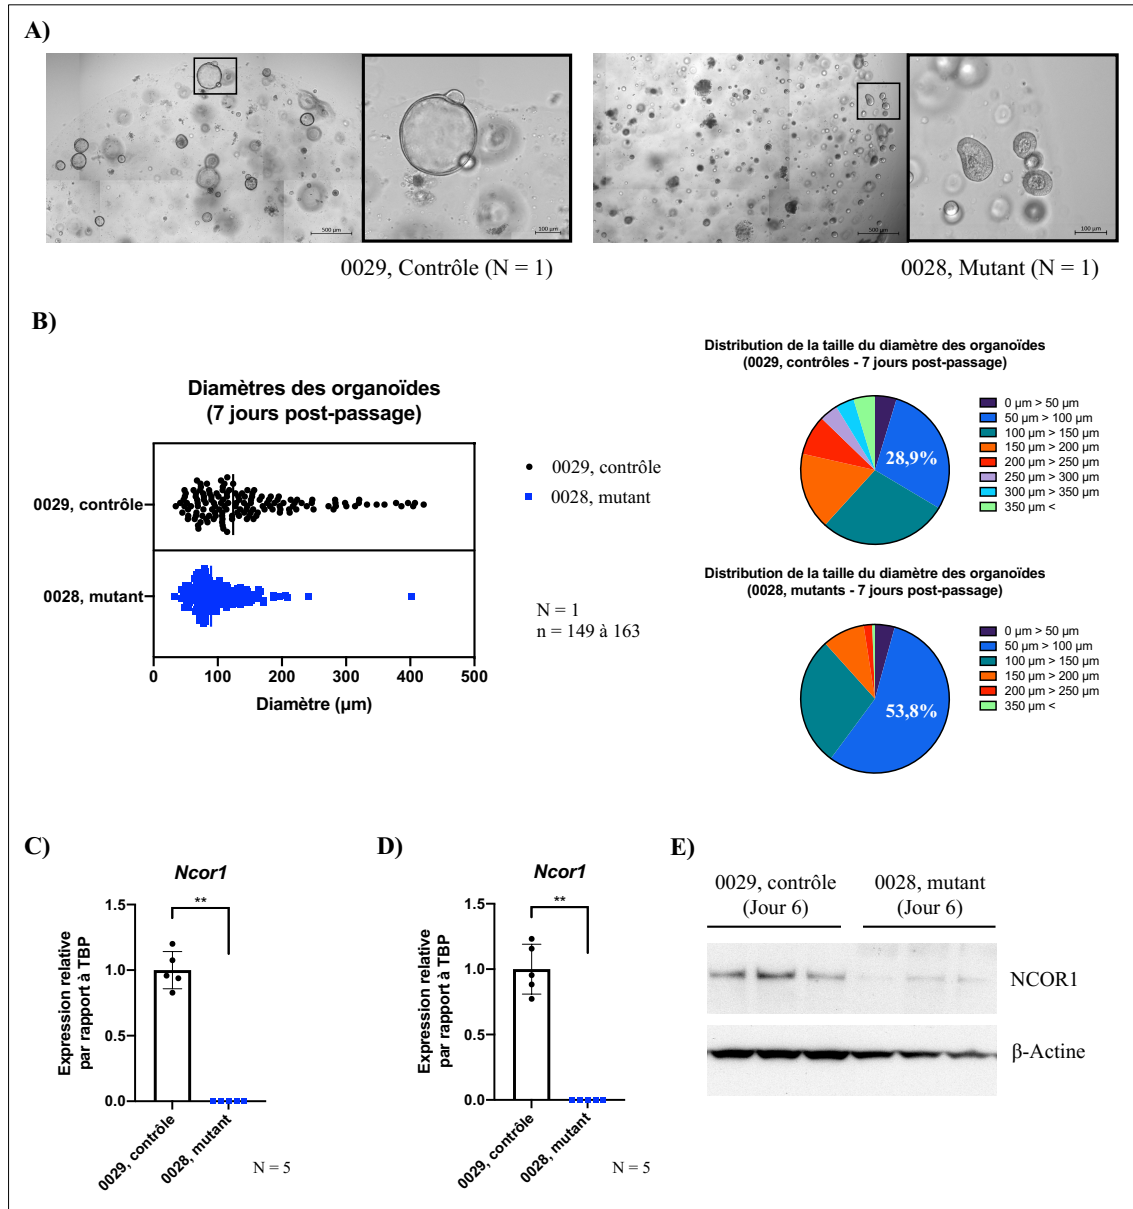 A)
500 µm
100 µm
500 µm
100 µm
0029, Contrôle (N = 1)
0028, Mutant (N = 1)
B)
Diamètres des organoïdes
(7 jours post-passage)
0029, contrôle
0028, mutant
0
100
200
300
400
500
Diamètre (µm)
0029, contrôle
0028, mutant
N = 1
n = 149 à 163
Distribution de la taille du diamètre des organoïdes
(0029, contrôles - 7 jours post-passage)
28,9%
0 µm > 50 µm
50 µm > 100 µm
100 µm > 150 µm
150 µm > 200 µm
200 µm > 250 µm
250 µm > 300 µm
300 µm > 350 µm
350 µm <
Distribution de la taille du diamètre des organoïdes
(0028, mutants - 7 jours post-passage)
53,8%
0 µm > 50 µm
50 µm > 100 µm
100 µm > 150 µm
150 µm > 200 µm
200 µm > 250 µm
350 µm <
C)
Ncor1
**
Expression relative
par rapport à TBP
1.5
1.0
0.5
0.0
0029, contrôle
0028, mutant
N = 5
D)
Ncor1
**
Expression relative
par rapport à TBP
1.5
1.0
0.5
0.0
0029, contrôle
0028, mutant
N = 5
E)
0029, contrôle
(Jour 6)
0028, mutant
(Jour 6)
NCOR1
β-Actine